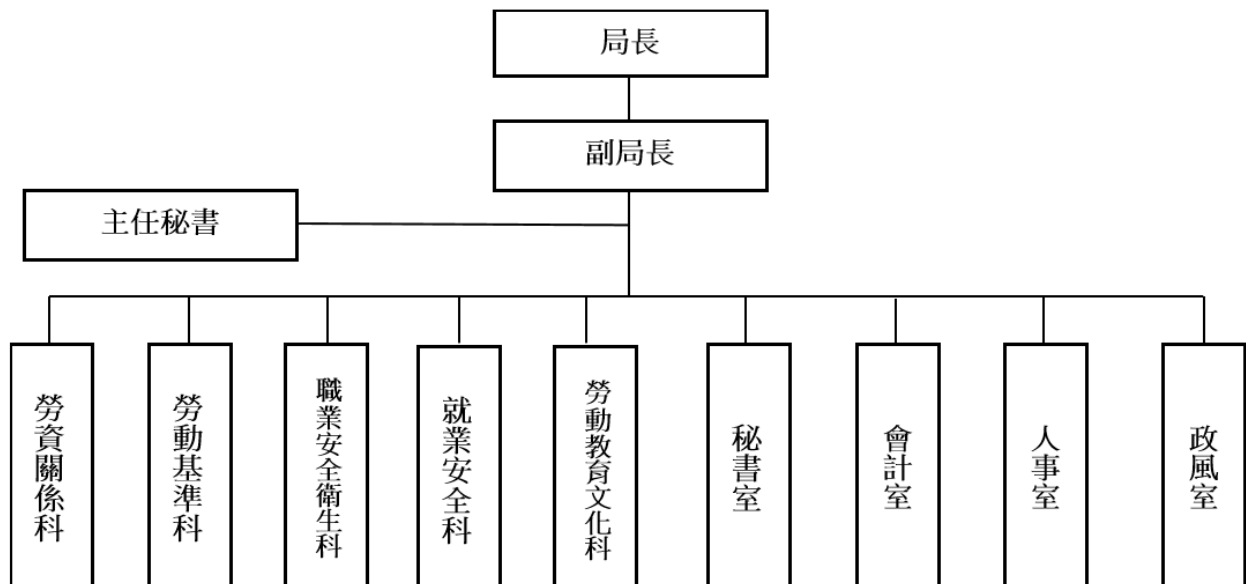 局長
副局長
主任秘書
勞資關係科
勞動基準科
職業安全衛生科
就業安全科
勞動教育文化科
秘書室
會計室
人事室
政風室